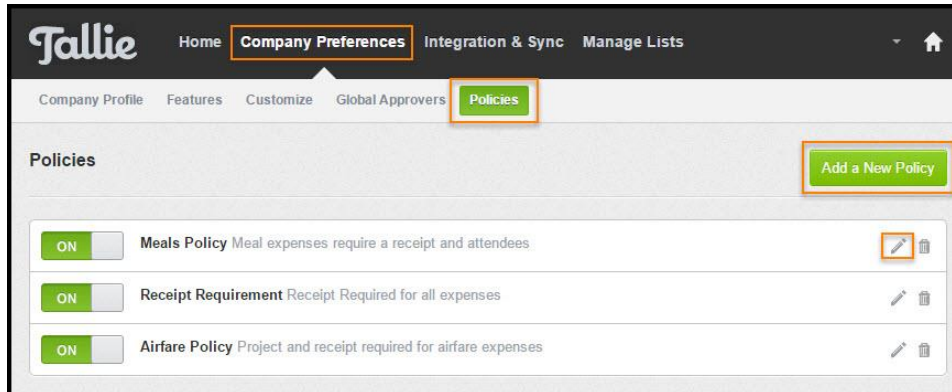 Tallie Home Company Preferences Integration & Sync Manage Lists
Company Profile Features Customize Global Approvers Policies
Policies Add a New Policy
ON Meals Policy Meal expenses require a receipt and attendees
ON Receipt Requirement Receipt Required for all expenses
ON Airfare Policy Project and receipt required for airfare expenses